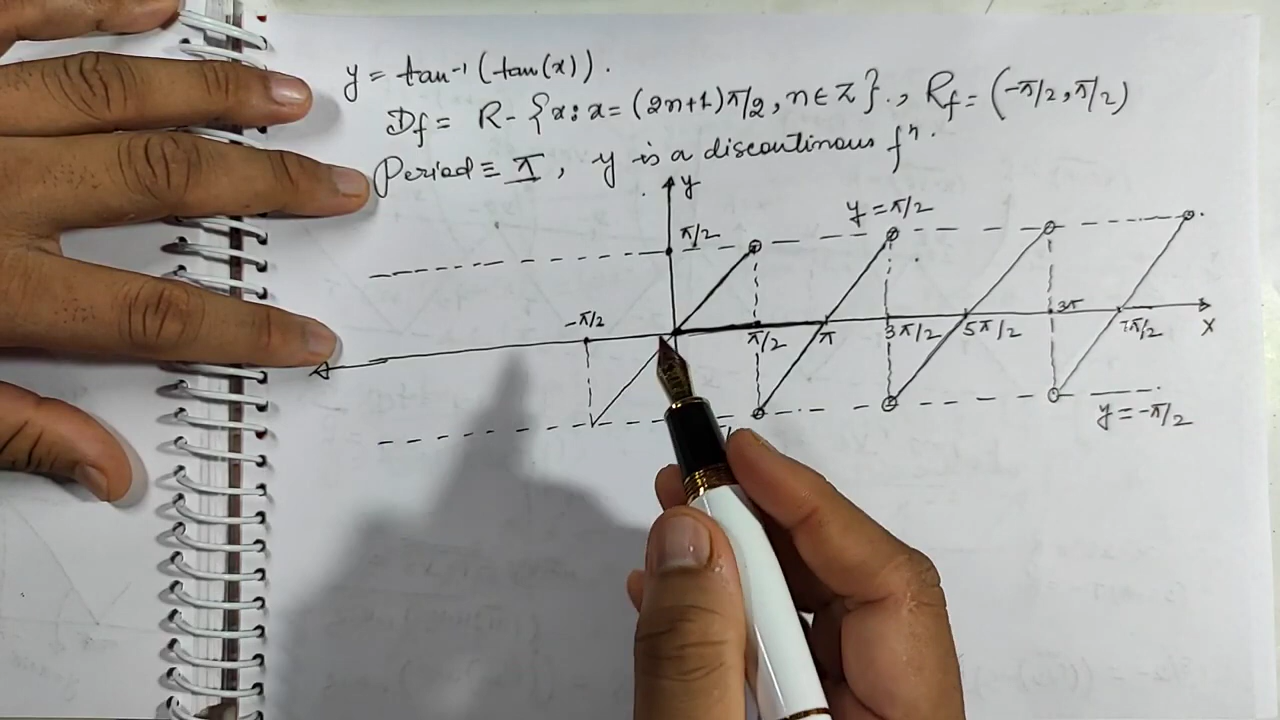 y = tan⁻¹(tan(x)).
Df = R - {x : x = (2n+1)π/2, n ∈ Z}., Rf = (-π/2, π/2)
Period ≡ π, y is a discontinous fⁿ.
y
π/2
y = π/2
-π/2
π/2
π
3π/2
5π/2
3π
7π/2
x
y = -π/2